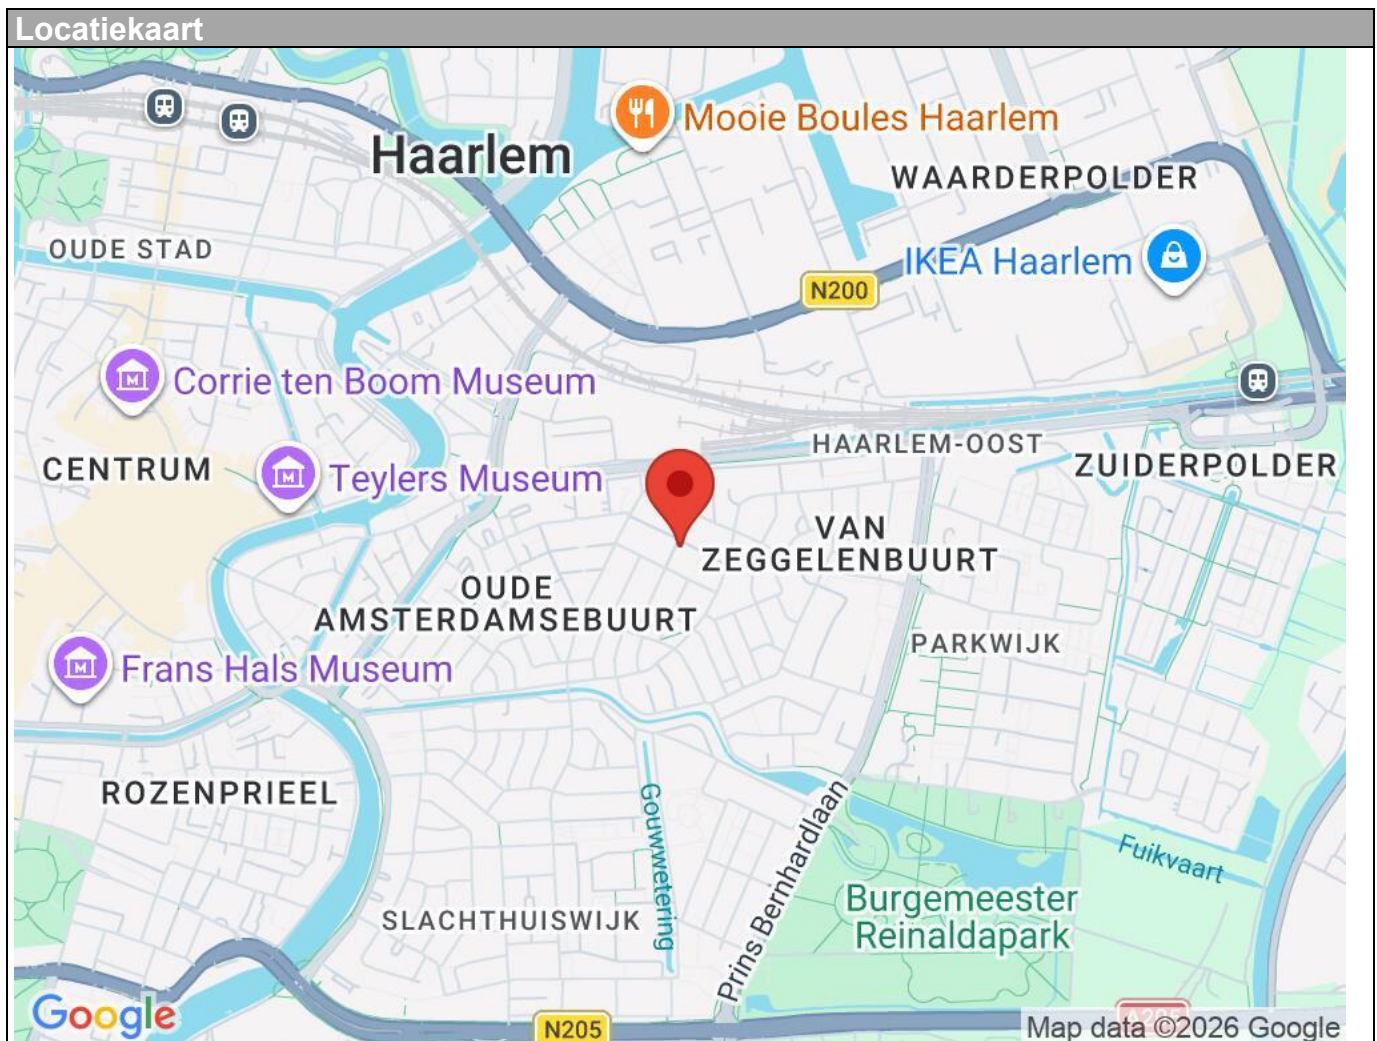 Locatiekaart
Mooie Boules Haarlem
Haarlem
WAARDERPOLDER
OUDE STAD
IKEA Haarlem
N200
Corrie ten Boom Museum
HAARLEM-OOST
CENTRUM
Teylers Museum
ZUIDERPOLDER
VAN
ZEGGELENBUURT
OUDE
AMSTERDAMSEBUURT
PARKWIJK
Frans Hals Museum
ROZENPRIEEL
Gouwwetering
Prins Bernhardlaan
Fuikvaart
Burgemeester
Reinaldapark
SLACHTHUISWIJK
Google
N205
A205
Map data ©2026 Google